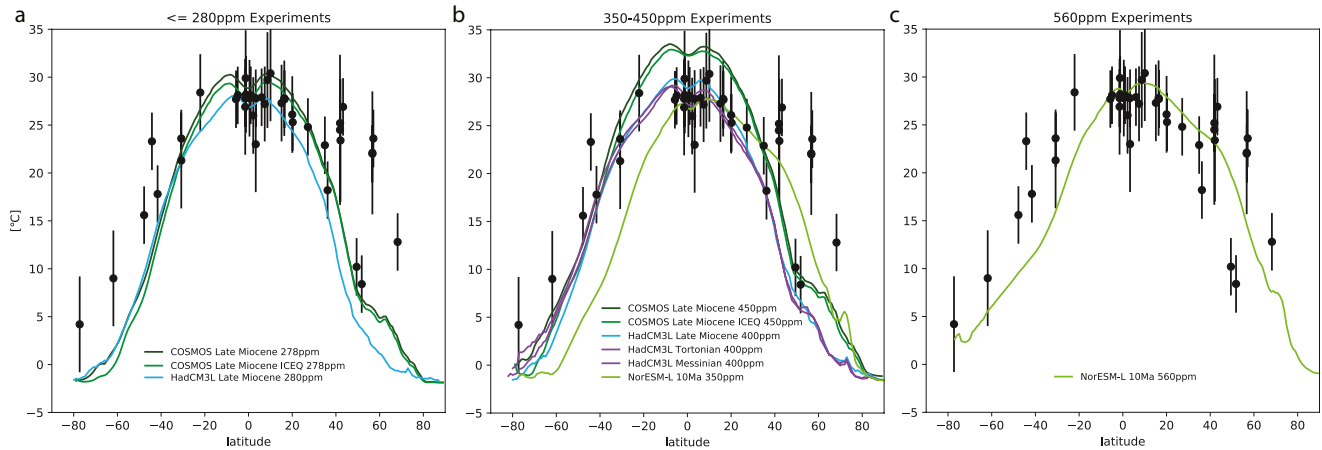 a
<= 280ppm Experiments
[°C]
35
30
25
20
15
10
5
0
−5
−80 −60 −40 −20 0 20 40 60 80
latitude
COSMOS Late Miocene 278ppm
COSMOS Late Miocene ICEQ 278ppm
HadCM3L Late Miocene 280ppm
b
350-450ppm Experiments
35
30
25
20
15
10
5
0
−5
−80 −60 −40 −20 0 20 40 60 80
latitude
COSMOS Late Miocene 450ppm
COSMOS Late Miocene ICEQ 450ppm
HadCM3L Late Miocene 400ppm
HadCM3L Tortonian 400ppm
HadCM3L Messinian 400ppm
NorESM-L 10Ma 350ppm
c
560ppm Experiments
35
30
25
20
15
10
5
0
−5
−80 −60 −40 −20 0 20 40 60 80
latitude
NorESM-L 10Ma 560ppm